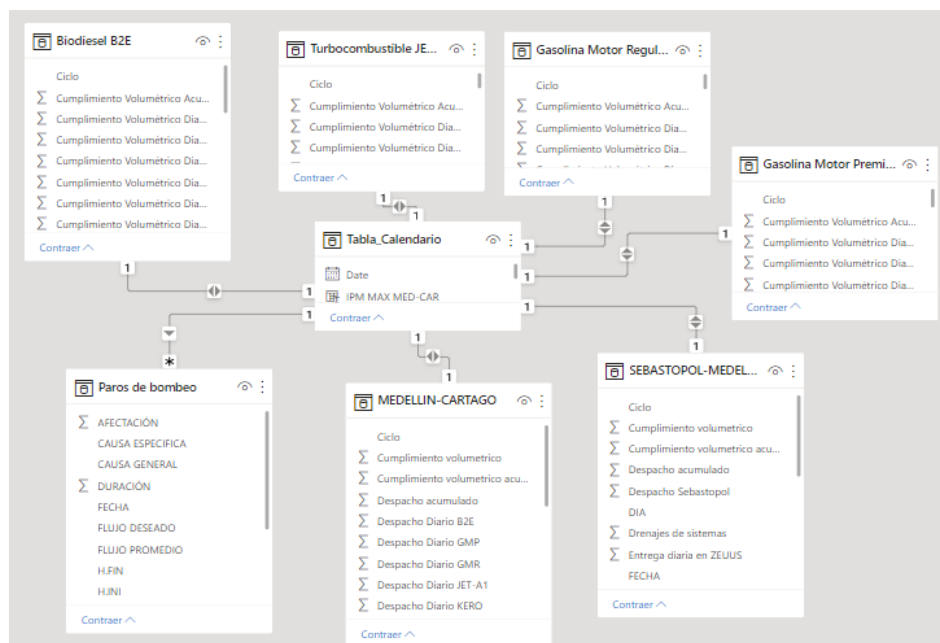 Biodiesel B2E
Ciclo
Cumplimiento Volumétrico Acu...
Cumplimiento Volumétrico Dia...
Cumplimiento Volumétrico Dia...
Cumplimiento Volumétrico Dia...
Cumplimiento Volumétrico Dia...
Cumplimiento Volumétrico Dia...
Cumplimiento Volumétrico Dia...
Contraer
Turbocombustible JE...
Ciclo
Cumplimiento Volumétrico Acu...
Cumplimiento Volumétrico Dia...
Cumplimiento Volumétrico Dia...
Contraer
Gasolina Motor Regul...
Ciclo
Cumplimiento Volumétrico Acu...
Cumplimiento Volumétrico Dia...
Cumplimiento Volumétrico Dia...
Cumplimiento Volumétrico Dia...
Contraer
Gasolina Motor Premi...
Ciclo
Cumplimiento Volumétrico Acu...
Cumplimiento Volumétrico Dia...
Cumplimiento Volumétrico Dia...
Cumplimiento Volumétrico Dia...
Contraer
1
1
1
1
Tabla_Calendario
Date
IPM MAX MED-CAR
Contraer
1
1
1
1
1
1
1
1
*
1
1
Paros de bombeo
AFECTACIÓN
CAUSA ESPECIFICA
CAUSA GENERAL
DURACIÓN
FECHA
FLUJO DESEADO
FLUJO PROMEDIO
H.FIN
H.INI
Contraer
MEDELLIN-CARTAGO
Ciclo
Cumplimiento volumetrico
Cumplimiento volumetrico acu...
Despacho acumulado
Despacho Diario B2E
Despacho Diario GMP
Despacho Diario GMR
Despacho Diario JET-A1
Despacho Diario KERO
Contraer
SEBASTOPOL-MEDEL...
Ciclo
Cumplimiento volumetrico
Cumplimiento volumetrico acu...
Despacho acumulado
Despacho Sebastopol
DIA
Drenajes de sistemas
Entrega diaria en ZEUUS
FECHA
Contraer